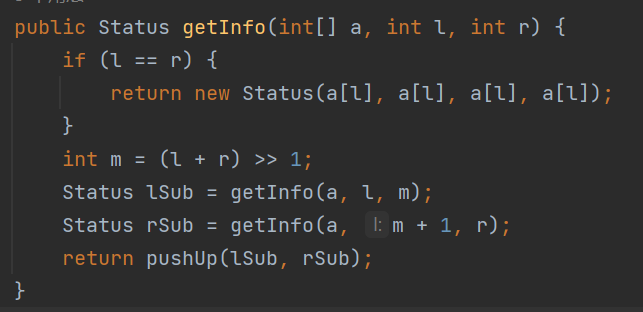 public Status getInfo(int[] a, int l, int r) {
    if (l == r) {
        return new Status(a[l], a[l], a[l], a[l]);
    }
    int m = (l + r) >> 1;
    Status lSub = getInfo(a, l, m);
    Status rSub = getInfo(a, l: m + 1, r);
    return pushUp(lSub, rSub);
}